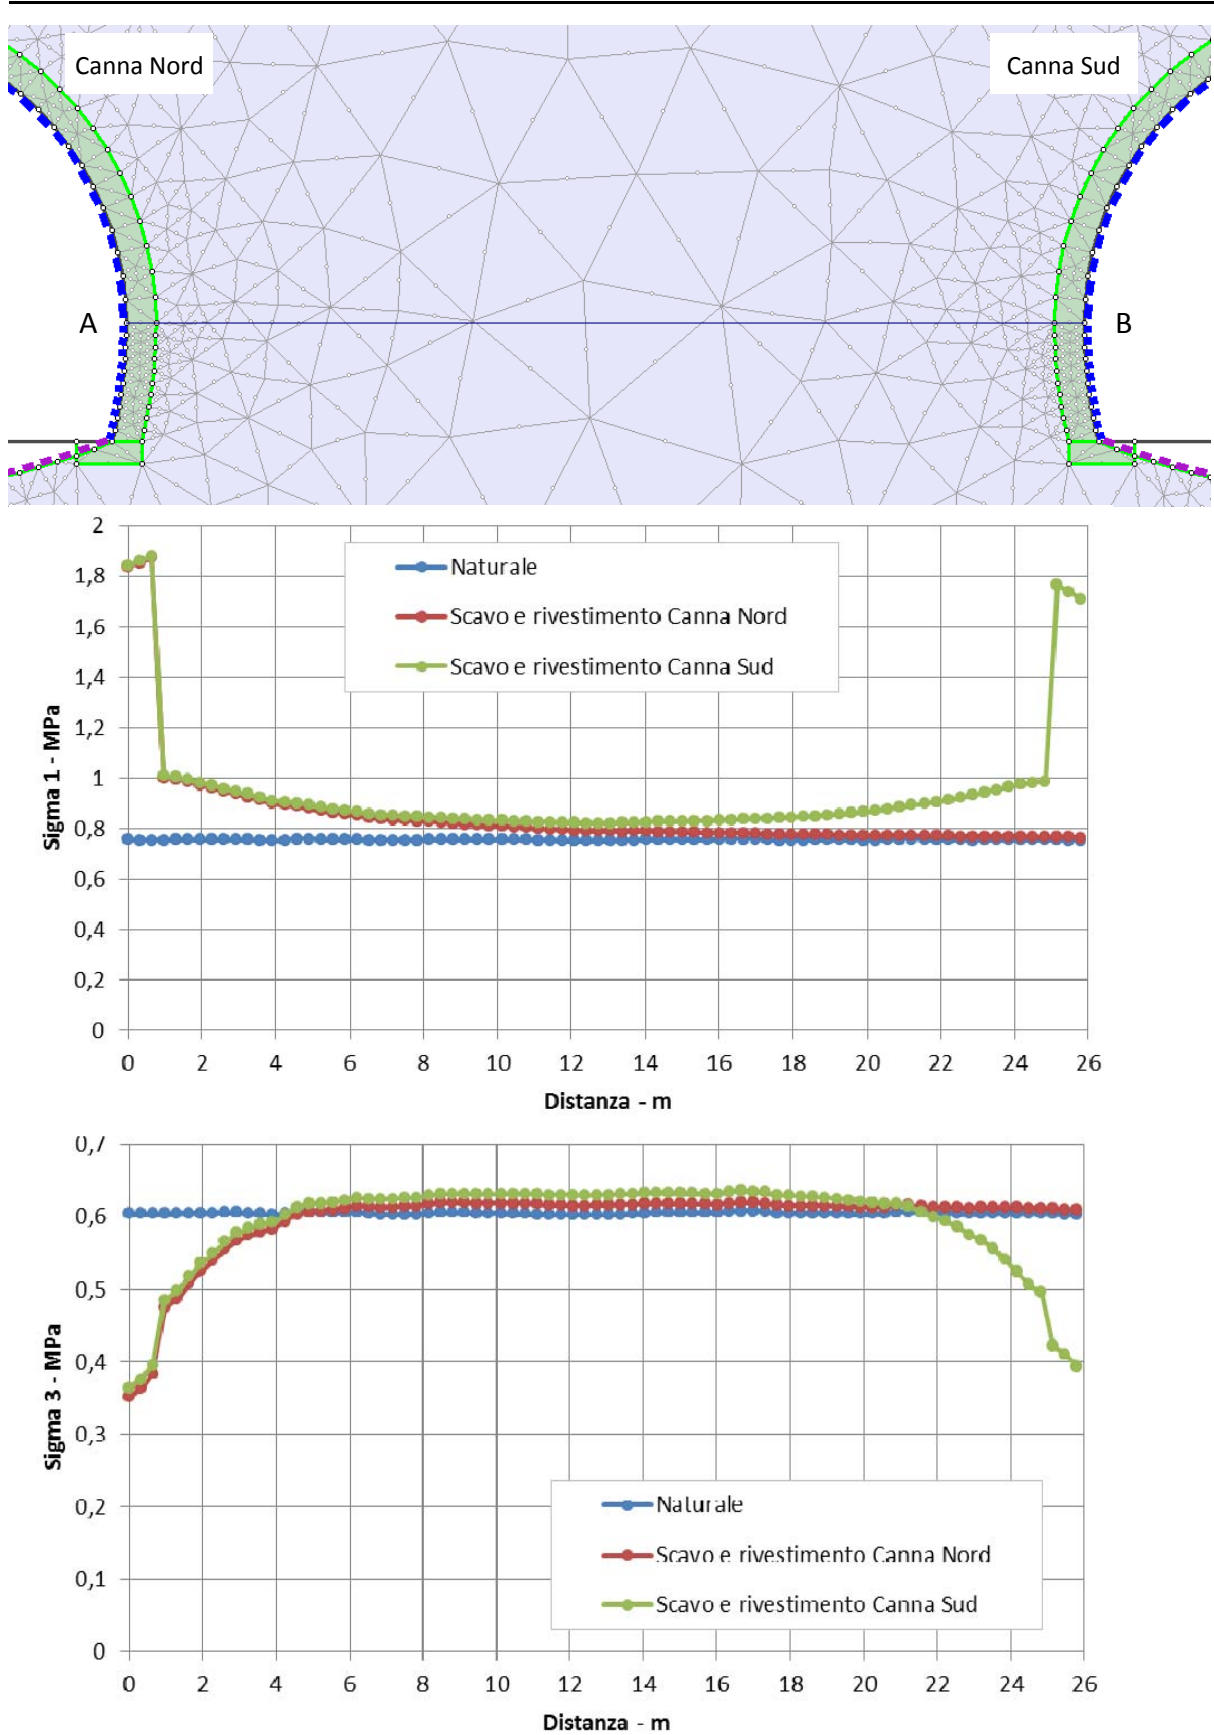 Canna Nord
Canna Sud
A
B
2
1,8
1,6
1,4
1,2
1
0,8
0,6
0,4
0,2
0
Sigma 1 - MPa
Naturale
Scavo e rivestimento Canna Nord
Scavo e rivestimento Canna Sud
0 2 4 6 8 10 12 14 16 18 20 22 24 26
Distanza - m
0,7
0,6
0,5
0,4
0,3
0,2
0,1
0
Sigma 3 - MPa
Naturale
Scavo e rivestimento Canna Nord
Scavo e rivestimento Canna Sud
0 2 4 6 8 10 12 14 16 18 20 22 24 26
Distanza - m